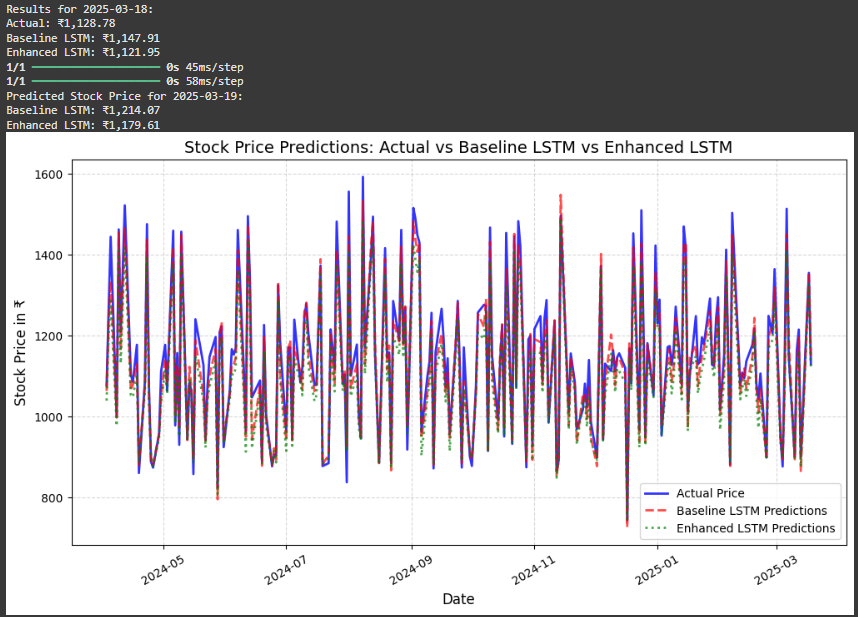 Results for 2025-03-18:
Actual: ₹1,128.78
Baseline LSTM: ₹1,147.91
Enhanced LSTM: ₹1,121.95
1/1 ━━━━━━━━━━━━━━━━━━━━ 0s 45ms/step
1/1 ━━━━━━━━━━━━━━━━━━━━ 0s 58ms/step
Predicted Stock Price for 2025-03-19:
Baseline LSTM: ₹1,214.07
Enhanced LSTM: ₹1,179.61
Stock Price Predictions: Actual vs Baseline LSTM vs Enhanced LSTM
Stock Price in ₹
1600
1400
1200
1000
800
Actual Price
Baseline LSTM Predictions
Enhanced LSTM Predictions
2024-05
2024-07
2024-09
2024-11
2025-01
2025-03
Date